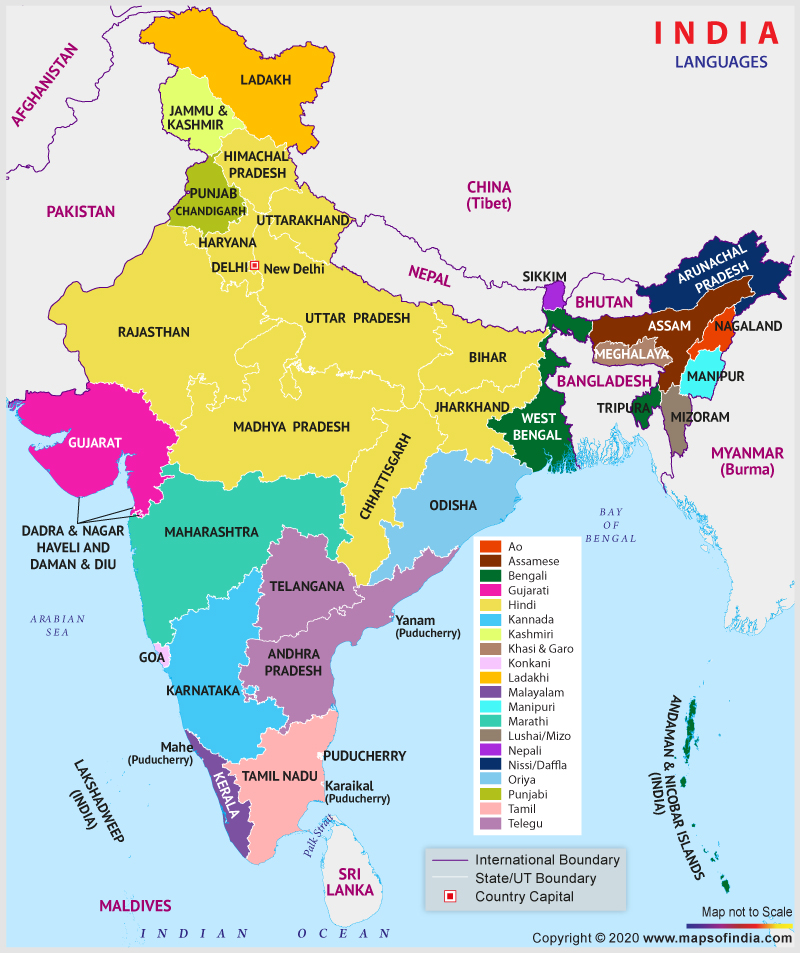 INDIA
LANGUAGES
AFGHANISTAN
LADAKH
JAMMU &
KASHMIR
HIMACHAL
PRADESH
PUNJAB
CHANDIGARH
UTTARAKHAND
PAKISTAN
CHINA
(Tibet)
HARYANA
DELHI
New Delhi
NEPAL
SIKKIM
BHUTAN
ARUNACHAL
PRADESH
RAJASTHAN
UTTAR PRADESH
ASSAM
NAGALAND
BIHAR
MEGHALAYA
MANIPUR
BANGLADESH
JHARKHAND
TRIPURA
MIZORAM
GUJARAT
MADHYA PRADESH
WEST
BENGAL
CHHATTISGARH
MYANMAR
(Burma)
ODISHA
BAY
OF
BENGAL
DADRA & NAGAR
HAVELI AND
DAMAN & DIU
MAHARASHTRA
TELANGANA
ARABIAN
SEA
Yanam
(Puducherry)
GOA
ANDHRA
PRADESH
KARNATAKA
Ao
Assamese
Bengali
Gujarati
Hindi
Kannada
Kashmiri
Khasi & Garo
Konkani
Ladakhi
Malayalam
Manipuri
Marathi
Lushai/Mizo
Nepali
Nissi/Daffla
Oriya
Punjabi
Tamil
Telegu
Mahe
(Puducherry)
PUDUCHERRY
TAMIL NADU
KERALA
Karaikal
(Puducherry)
LAKSHADWEEP
(INDIA)
ANDAMAN & NICOBAR ISLANDS
(INDIA)
Palk Strait
SRI
LANKA
MALDIVES
INDIAN OCEAN
International Boundary
State/UT Boundary
Country Capital
Map not to Scale
Copyright © 2020 www.mapsofindia.com